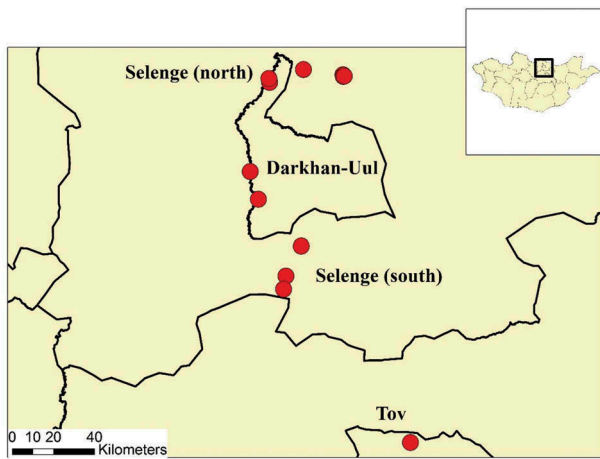 Selenge (north)
Darkhan-Uul
Selenge (south)
Tov
0 10 20 40
Kilometers